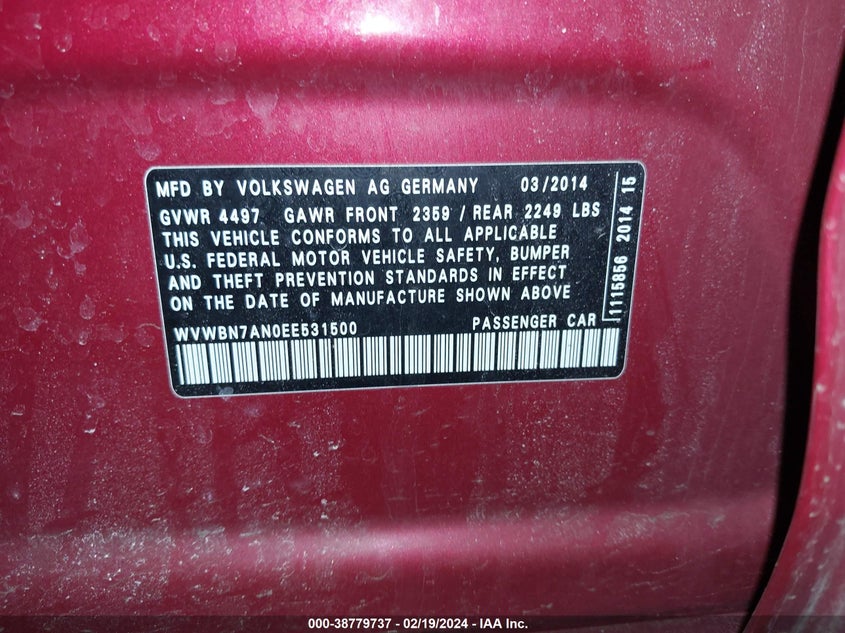 MFD BY VOLKSWAGEN AG GERMANY 03/2014
GVWR 4497 GAWR FRONT 2359 / REAR 2249 LBS
THIS VEHICLE CONFORMS TO ALL APPLICABLE
U.S. FEDERAL MOTOR VEHICLE SAFETY, BUMPER
AND THEFT PREVENTION STANDARDS IN EFFECT
ON THE DATE OF MANUFACTURE SHOWN ABOVE
WVWBN7AN0EE531500 PASSENGER CAR
1115856 2014 15
000-38779737 - 02/19/2024 - IAA Inc.